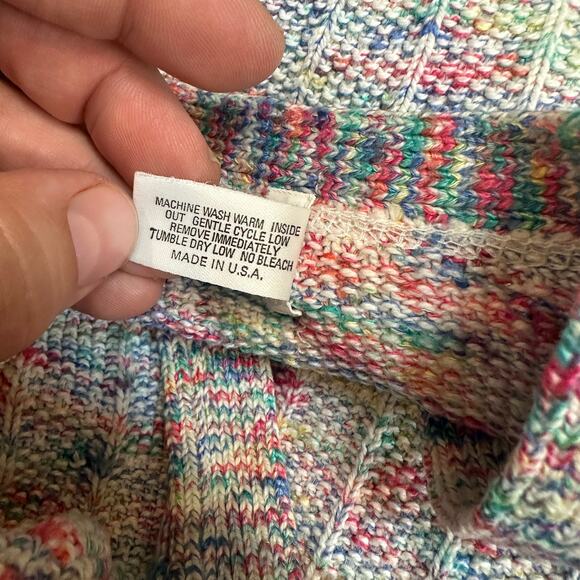 MACHINE WASH WARM INSIDE
OUT GENTLE CYCLE LOW
REMOVE IMMEDIATELY
TUMBLE DRY LOW NO BLEACH
MADE IN U.S.A.